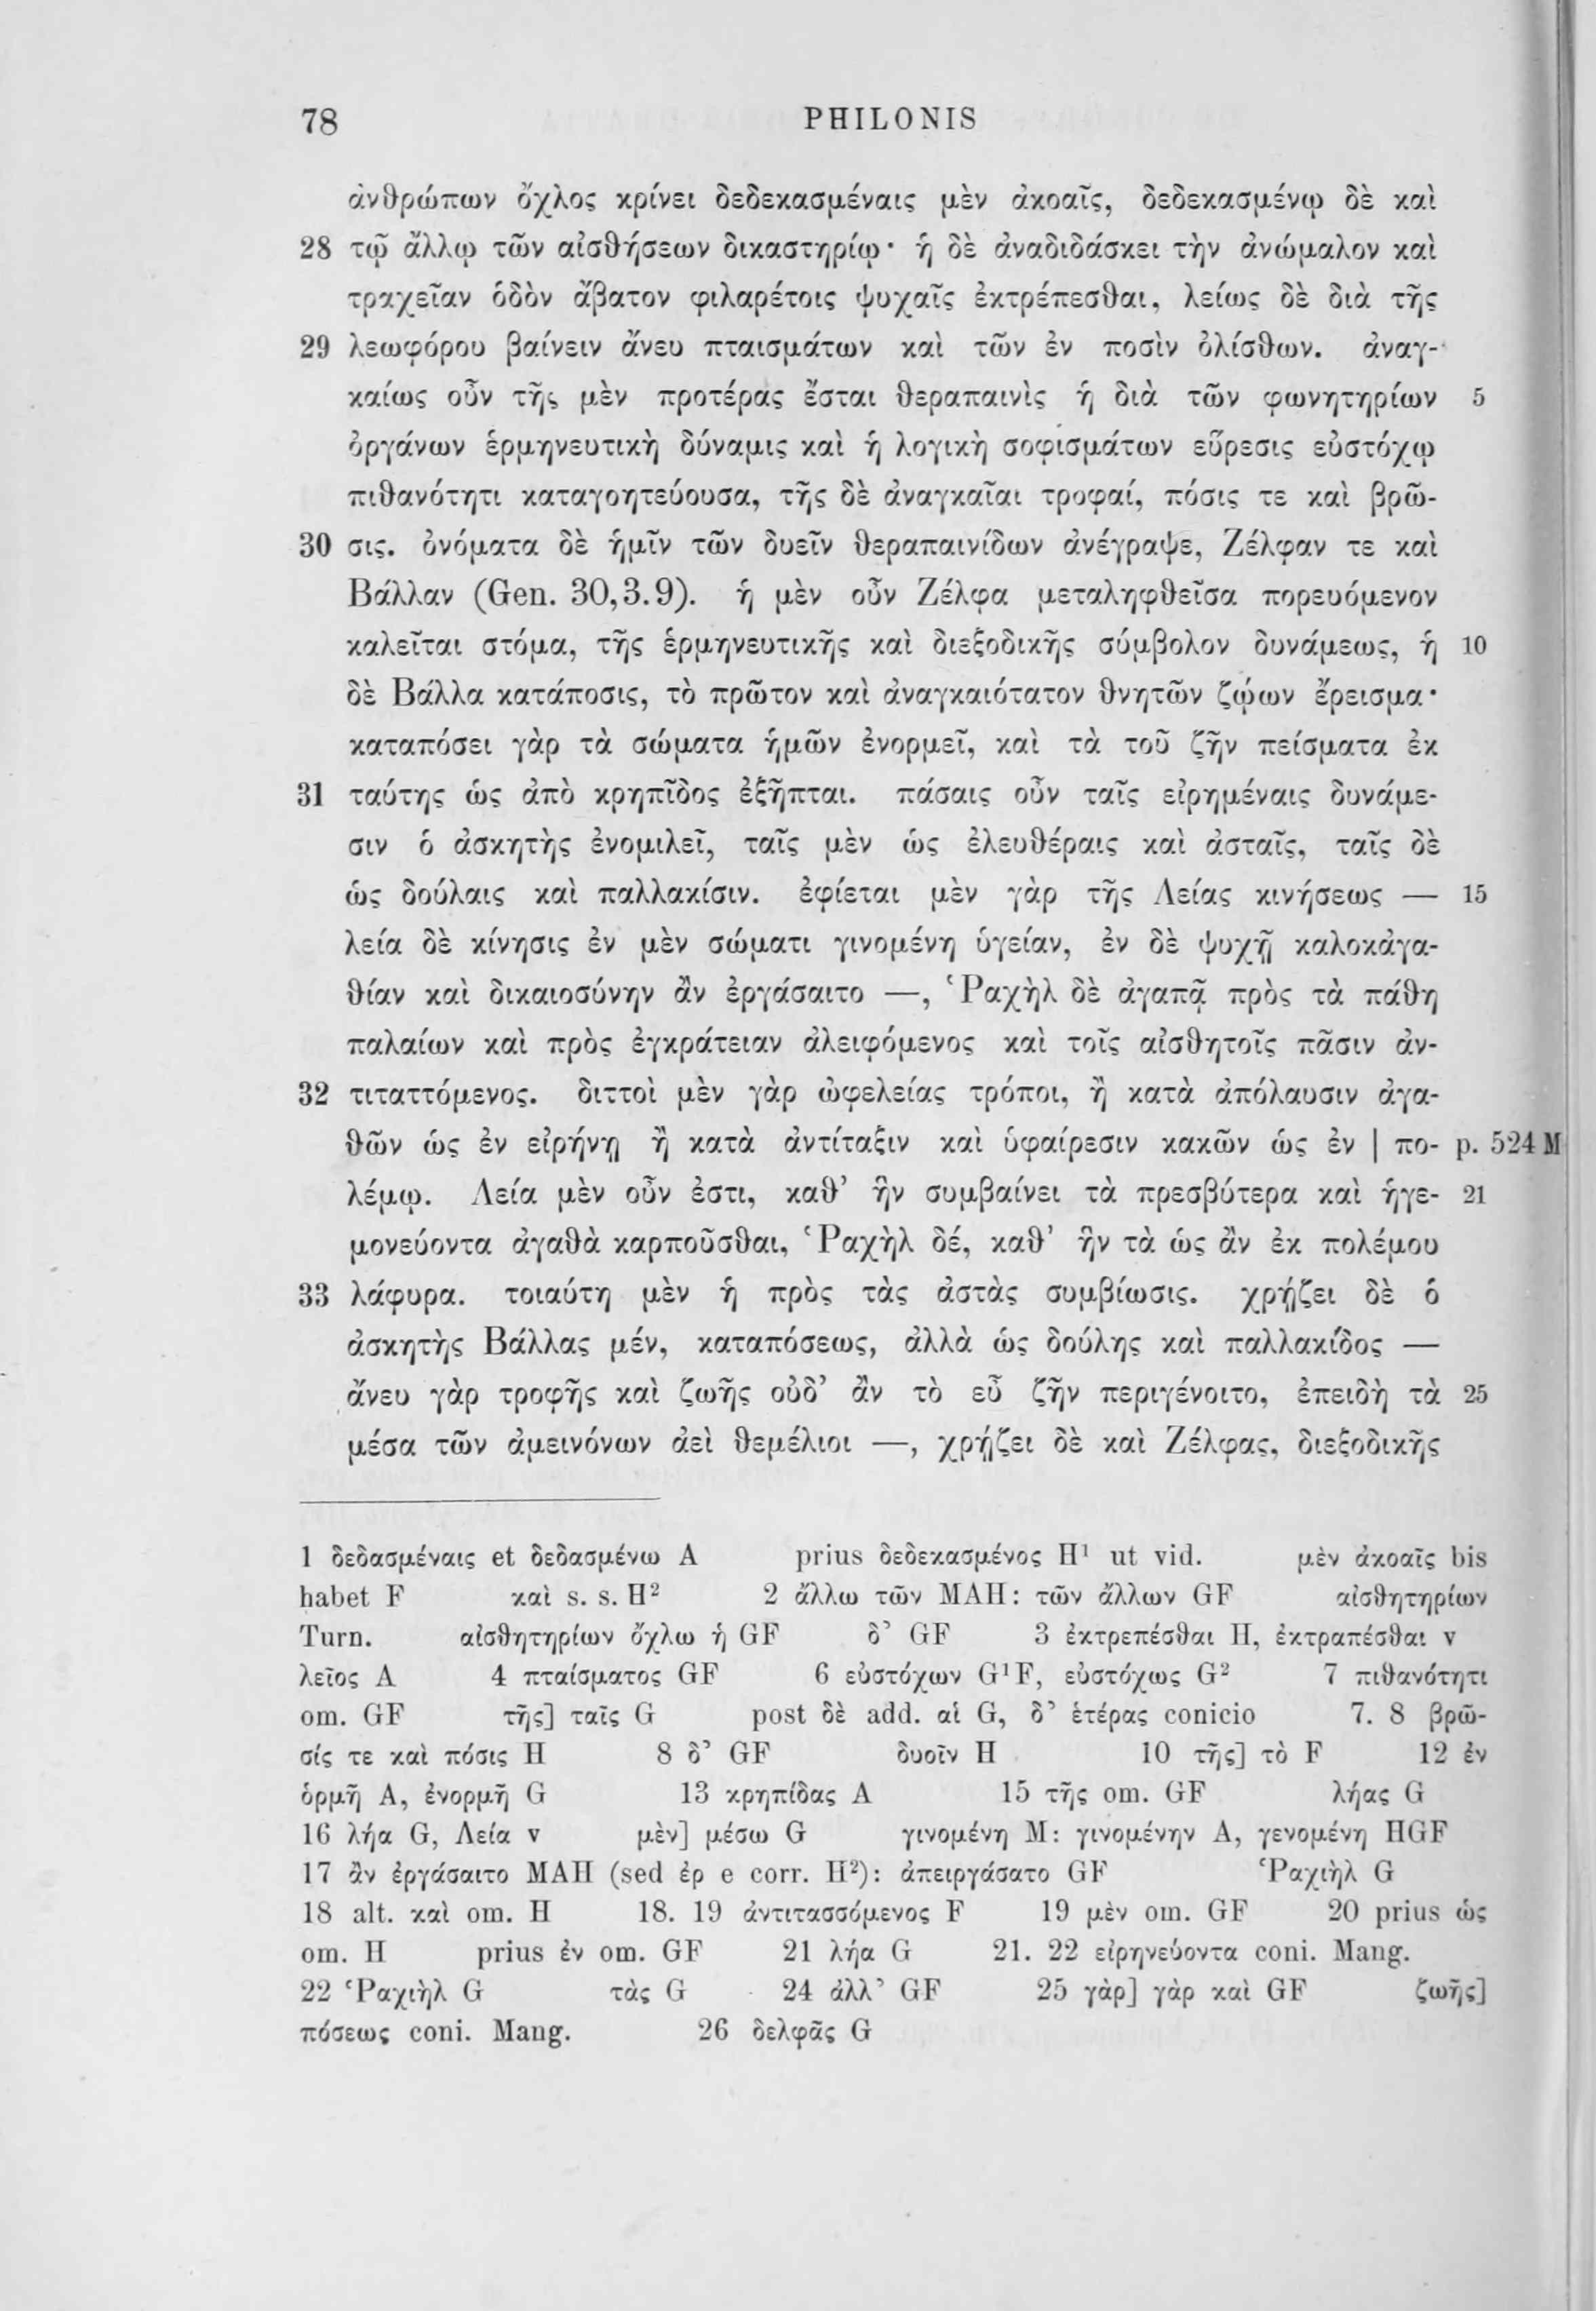 78 PHILONIS
ἀνθρώπων ὄχλος κρίνει δεδεκασμέναις μὲν ἀκοαῖς, δεδεκασμένῳ δὲ καὶ
28 τῷ ἄλλῳ τῶν αἰσθήσεων δικαστηρίῳ· ἡ δὲ ἀναδιδάσκει τὴν ἀνώμαλον καὶ
τραχεῖαν ὁδὸν ἄβατον φιλαρέτοις ψυχαῖς ἐκτρέπεσθαι, λείως δὲ διὰ τῆς
29 λεωφόρου βαίνειν ἄνευ πταισμάτων καὶ τῶν ἐν ποσὶν ὀλίσθων. ἀναγ-
καίως οὖν τῆς μὲν προτέρας ἔσται θεραπαινὶς ἡ διὰ τῶν φωνητηρίων 5
ὀργάνων ἑρμηνευτικὴ δύναμις καὶ ἡ λογικὴ σοφισμάτων εὕρεσις εὐστόχῳ
πιθανότητι καταγοητεύουσα, τῆς δὲ ἀναγκαῖαι τροφαί, πόσις τε καὶ βρῶ-
30 σις. ὀνόματα δὲ ἡμῖν τῶν δυεῖν θεραπαινίδων ἀνέγραψε, Ζέλφαν τε καὶ
Βάλλαν (Gen. 30,3.9). ἡ μὲν οὖν Ζέλφα μεταληφθεῖσα πορευόμενον
καλεῖται στόμα, τῆς ἑρμηνευτικῆς καὶ διεξοδικῆς σύμβολον δυνάμεως, ἡ 10
δὲ Βάλλα κατάποσις, τὸ πρῶτον καὶ ἀναγκαιότατον θνητῶν ζῴων ἔρεισμα·
καταπόσει γὰρ τὰ σώματα ἡμῶν ἐνορμεῖ, καὶ τὰ τοῦ ζῆν πείσματα ἐκ
31 ταύτης ὡς ἀπὸ κρηπῖδος ἐξῆπται. πάσαις οὖν ταῖς εἰρημέναις δυνάμε-
σιν ὁ ἀσκητὴς ἐνομιλεῖ, ταῖς μὲν ὡς ἐλευθέραις καὶ ἀσταῖς, ταῖς δὲ
ὡς δούλαις καὶ παλλακίσιν. ἐφίεται μὲν γὰρ τῆς Λείας κινήσεως — 15
λεία δὲ κίνησις ἐν μὲν σώματι γινομένη ὑγείαν, ἐν δὲ ψυχῇ καλοκἀγα-
θίαν καὶ δικαιοσύνην ἂν ἐργάσαιτο —, Ῥαχὴλ δὲ ἀγαπᾷ πρὸς τὰ πάθη
παλαίων καὶ πρὸς ἐγκράτειαν ἀλειφόμενος καὶ τοῖς αἰσθητοῖς πᾶσιν ἀν-
32 τιταττόμενος. διττοὶ μὲν γὰρ ὠφελείας τρόποι, ἢ κατὰ ἀπόλαυσιν ἀγα-
θῶν ὡς ἐν εἰρήνῃ ἢ κατὰ ἀντίταξιν καὶ ὑφαίρεσιν κακῶν ὡς ἐν | πο- p. 524 M
λέμῳ. Λεία μὲν οὖν ἐστι, καθ’ ἣν συμβαίνει τὰ πρεσβύτερα καὶ ἡγε- 21
μονεύοντα ἀγαθὰ καρποῦσθαι, Ῥαχὴλ δέ, καθ’ ἣν τὰ ὡς ἂν ἐκ πολέμου
33 λάφυρα. τοιαύτη μὲν ἡ πρὸς τὰς ἀστὰς συμβίωσις. χρῄζει δὲ ὁ
ἀσκητὴς Βάλλας μέν, καταπόσεως, ἀλλὰ ὡς δούλης καὶ παλλακίδος —
ἄνευ γὰρ τροφῆς καὶ ζωῆς οὐδ’ ἂν τὸ εὖ ζῆν περιγένοιτο, ἐπειδὴ τὰ 25
μέσα τῶν ἀμεινόνων ἀεὶ θεμέλιοι —, χρῄζει δὲ καὶ Ζέλφας, διεξοδικῆς
1 δεδασμέναις et δεδασμένω A prius δεδεκασμένος H¹ ut vid. μὲν ἀκοαῖς bis
habet F καὶ s. s. H² 2 ἄλλω τῶν MAH: τῶν ἄλλων GF αἰσθητηρίων
Turn. αἰσθητηρίων ὄχλω ἡ GF δ’ GF 3 ἐκτρεπέσθαι H, ἐκτραπέσθαι v
λεῖος A 4 πταίσματος GF 6 εὐστόχων G¹F, εὐστόχως G² 7 πιθανότητι
om. GF τῆς] ταῖς G post δὲ add. αἱ G, δ’ ἑτέρας conicio 7. 8 βρῶ-
σίς τε καὶ πόσις H 8 δ’ GF δυοῖν H 10 τῆς] τὸ F 12 ἐν
ὁρμῆ A, ἐνορμῆ G 13 κρηπίδας A 15 τῆς om. GF λήας G
16 λήα G, Λεία v μὲν] μέσω G γινομένη M: γινομένην A, γενομένη HGF
17 ἂν ἐργάσαιτο MAH (sed ἐρ e corr. H²): ἀπειργάσατο GF Ῥαχιὴλ G
18 alt. καὶ om. H 18. 19 ἀντιτασσόμενος F 19 μὲν om. GF 20 prius ὡς
om. H prius ἐν om. GF 21 λήα G 21. 22 εἰρηνεύοντα coni. Mang.
22 Ῥαχιὴλ G τὰς G 24 ἀλλ’ GF 25 γὰρ] γὰρ καὶ GF ζωῆς]
πόσεως coni. Mang. 26 δελφᾶς G